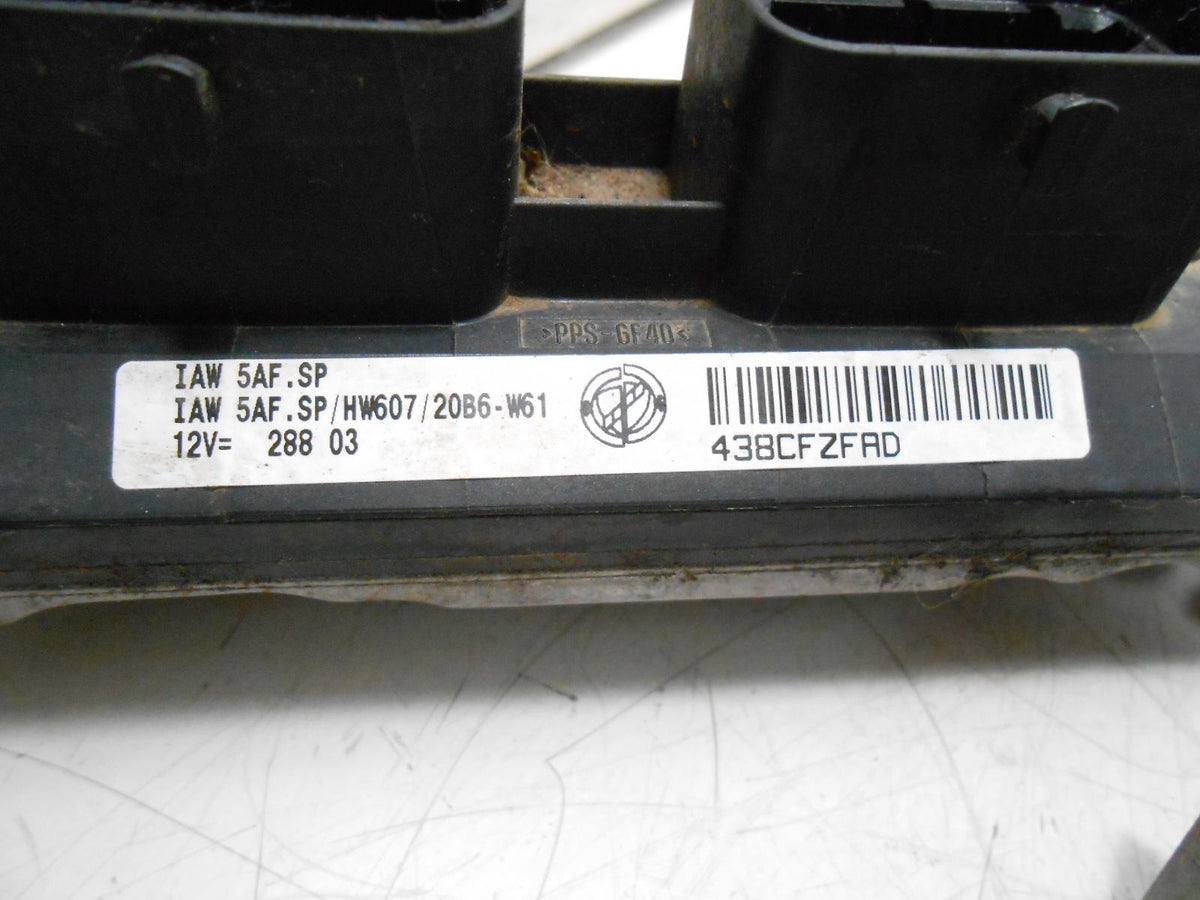 >PPS-GF40<
IAW 5AF.SP
IAW 5AF.SP/HW607/20B6-W61
12V= 288 03
438CFZFAD